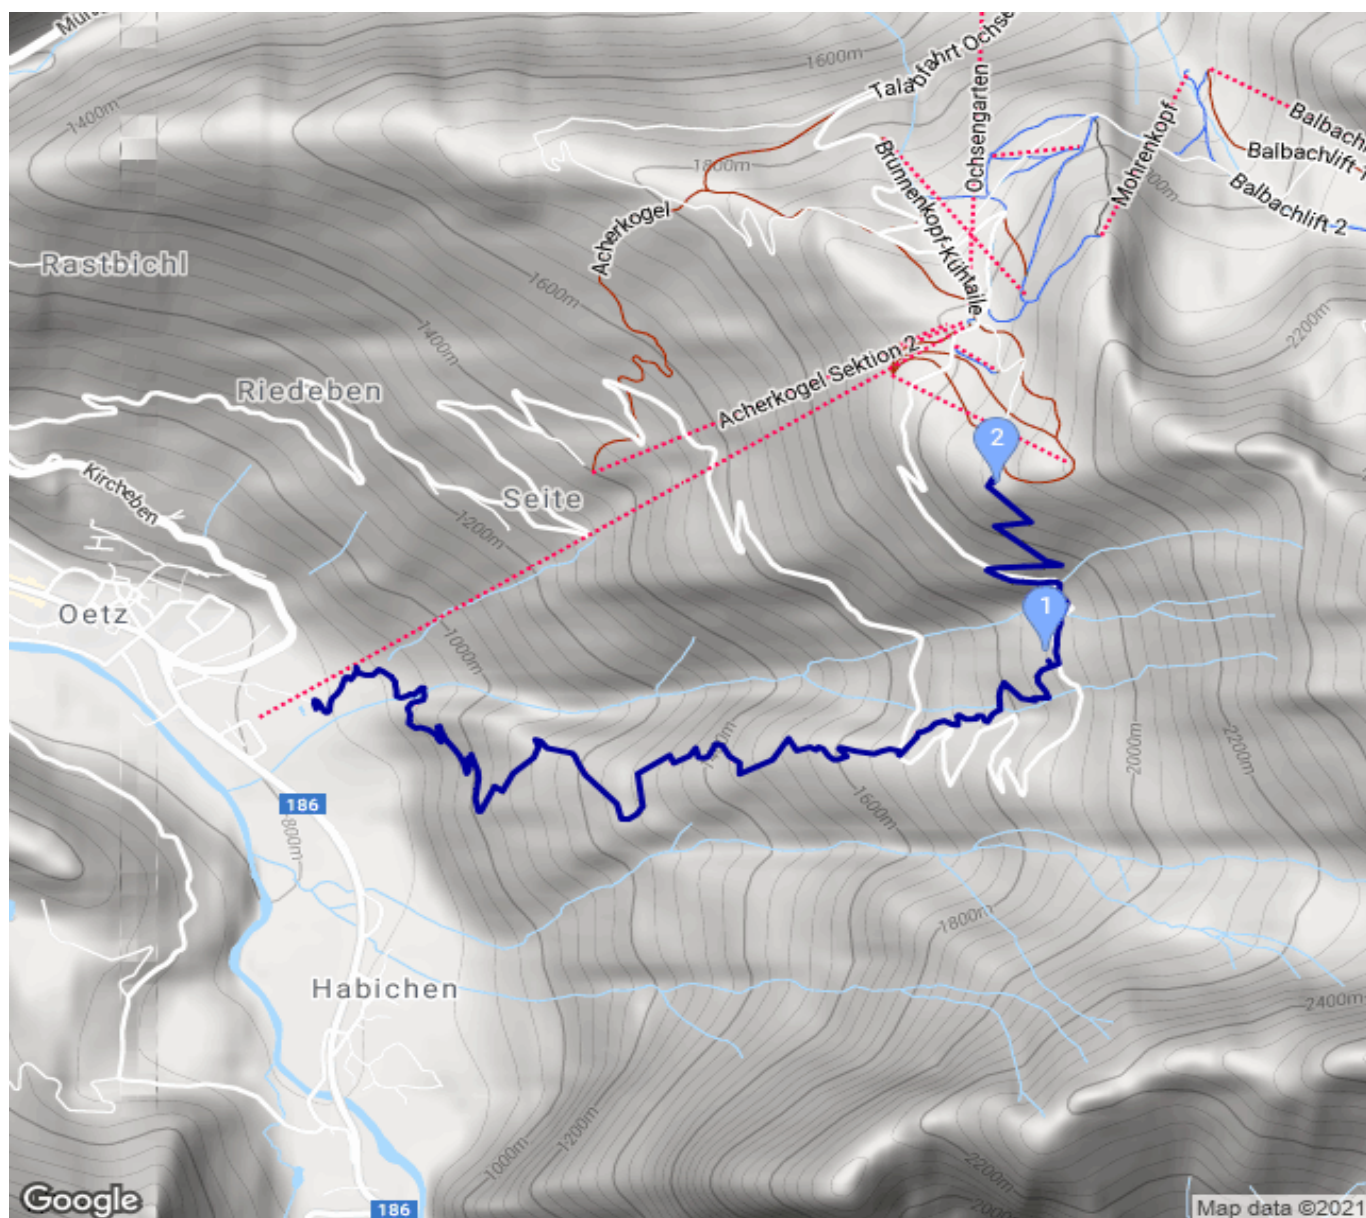 1600m
Talabfahrt Ochse
1400m
Ochsengarten
Balbach
1800m
Brunnenkopf-Kühtaile
Mohrenkopf
Balbachlift
Balbachlift 2
Acherkogel
Rastbichl
1600m
2200m
1400m
Acherkogel Sektion 2
Riedeben
2
Kircheben
Seite
1200m
Oetz
1
1000m
2000m
2200m
186
800m
1600m
1800m
Habichen
2400m
1200m
1000m
2200m
Google
186
Map data ©2021